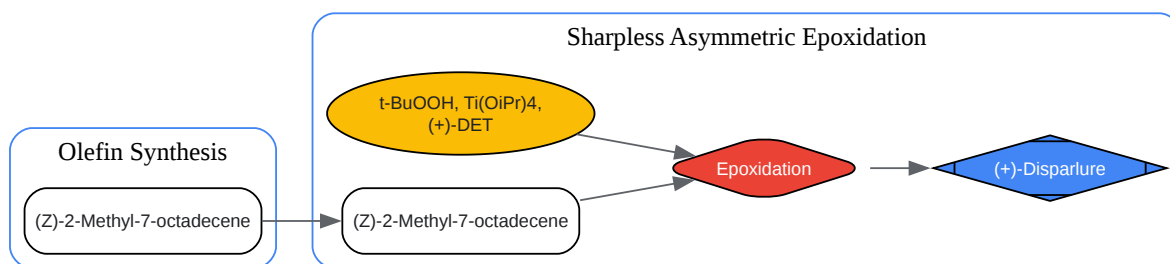 Sharpless Asymmetric Epoxidation
t-BuOOH, Ti(OiPr)4,
(+)-DET
Olefin Synthesis
Epoxidation
(+)-Disparlure
(Z)-2-Methyl-7-octadecene
(Z)-2-Methyl-7-octadecene